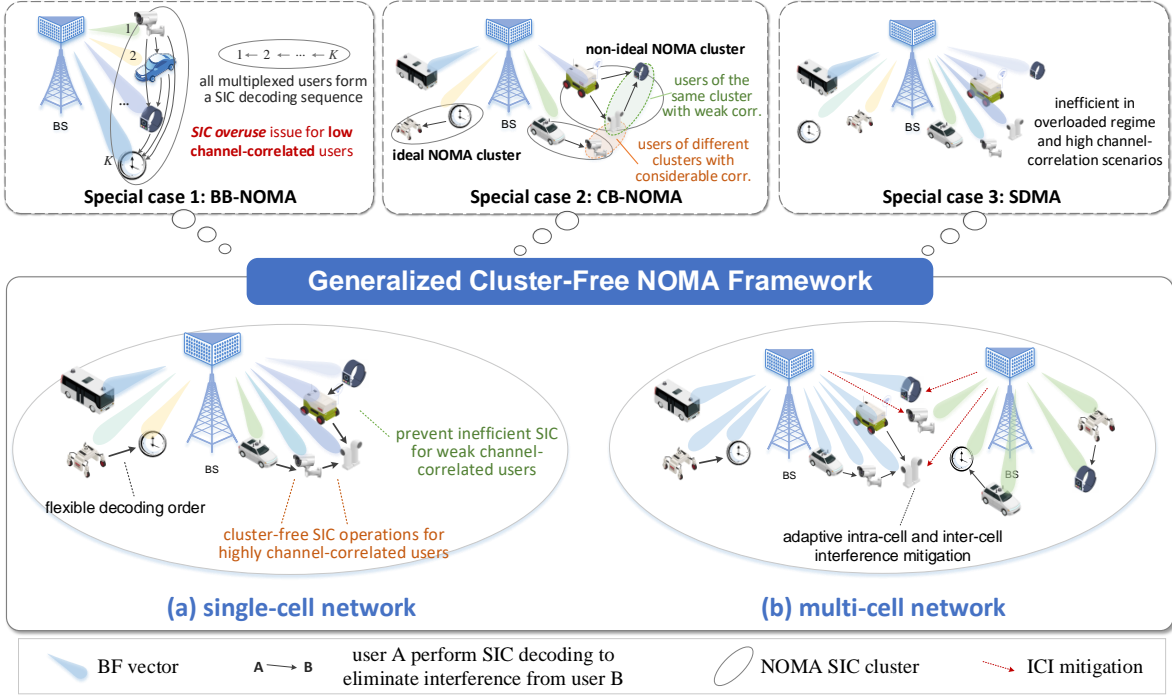 1
2
...
K
BS
1 ← 2 ← ... ← K
all multiplexed users form
a SIC decoding sequence
SIC overuse issue for low
channel-correlated users
Special case 1: BB-NOMA
non-ideal NOMA cluster
users of the
same cluster
with weak corr.
BS
ideal NOMA cluster
users of different
clusters with
considerable corr.
Special case 2: CB-NOMA
BS
inefficient in
overloaded regime
and high channel-
correlation scenarios
Special case 3: SDMA
Generalized Cluster-Free NOMA Framework
BS
prevent inefficient SIC
for weak channel-
correlated users
flexible decoding order
cluster-free SIC operations for
highly channel-correlated users
(a) single-cell network
BS
BS
adaptive intra-cell and inter-cell
interference mitigation
(b) multi-cell network
BF vector
A → B
user A perform SIC decoding to
eliminate interference from user B
NOMA SIC cluster
ICI mitigation